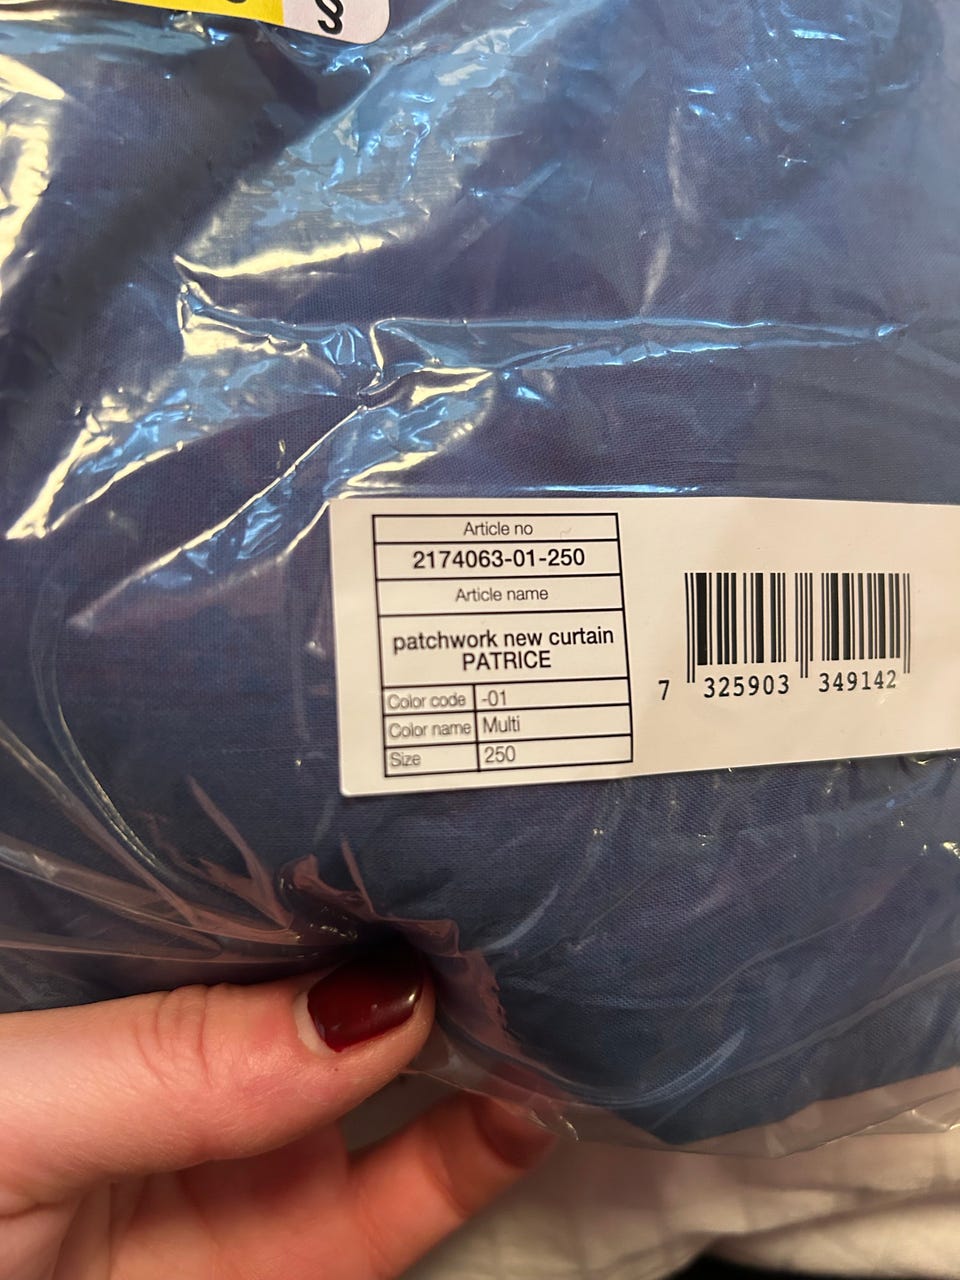 Article no
2174063-01-250
Article name
patchwork new curtain
PATRICE
Color code -01
Color name Multi
Size 250
7 325903 349142